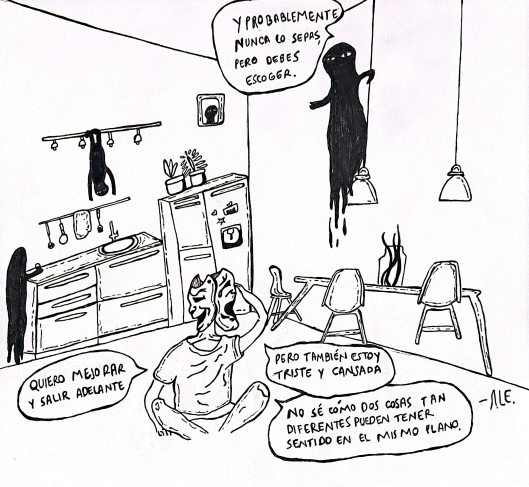 Y PROBABLEMENTE
NUNCA LO SEPAS,
PERO DEBES
ESCOGER.
QUIERO MEJORAR
Y SALIR ADELANTE
PERO TAMBIÉN ESTOY
TRISTE Y CANSADA
NO SÉ CÓMO DOS COSAS TAN
DIFERENTES PUEDEN TENER
SENTIDO EN EL MISMO PLANO.
-ALE.